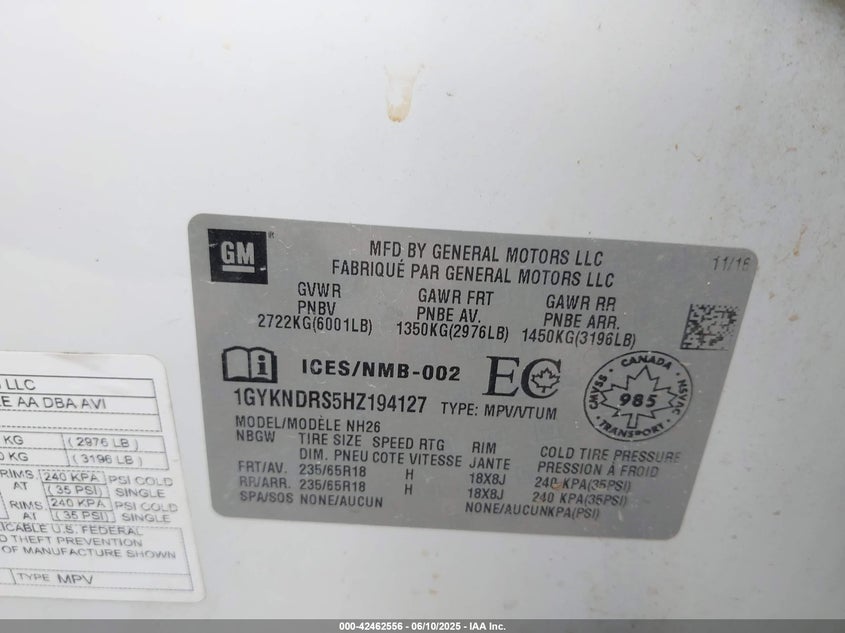 GM
MFD BY GENERAL MOTORS LLC
FABRIQUÉ PAR GENERAL MOTORS LLC
11/16
GVWR GAWR FRT GAWR RR
PNBV PNBE AV. PNBE ARR.
2722KG(6001LB) 1350KG(2976LB) 1450KG(3196LB)
ICES/NMB-002 EC
1GYKNDRS5HZ194127 TYPE: MPV/VTUM
CANADA
CMVSS 985 NSVAC
TRANSPORT
MODEL/MODÈLE NH26
NBGW TIRE SIZE SPEED RTG RIM COLD TIRE PRESSURE
DIM. PNEU COTE VITESSE JANTE PRESSION À FROID
FRT/AV. 235/65R18 H 18X8J 240 KPA(35PSI)
RR/ARR. 235/65R18 H 18X8J 240 KPA(35PSI)
SPA/SOS NONE/AUCUN NONE/AUCUNKPA(PSI)
LLC
AA DBA AVI
KG (2976 LB)
KG (3196 LB)
RIMS 240 KPA PSI COLD
AT (35 PSI) SINGLE
RIMS 240 KPA PSI COLD
AT (35 PSI) SINGLE
U.S. FEDERAL
THEFT PREVENTION
OF MANUFACTURE SHOWN
TYPE MPV
000-42462556 - 06/10/2025 - IAA Inc.